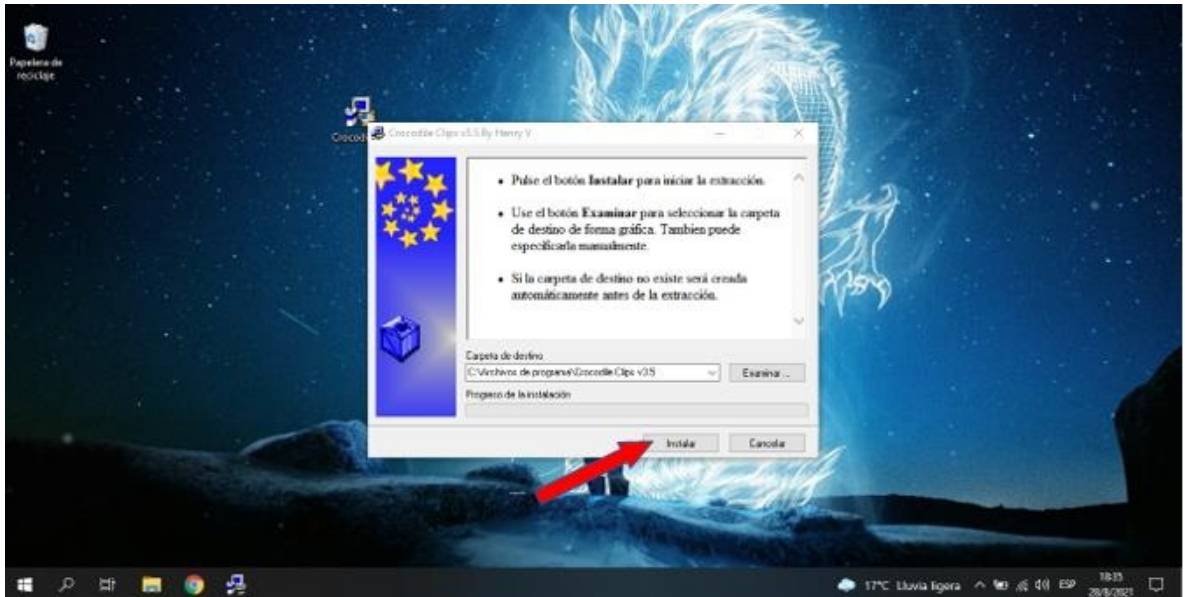 Papelera de
reciclaje
Crocod
Crocodile Clips v3.5 By Henry V
• Pulse el botón Instalar para iniciar la extracción.
• Use el botón Examinar para seleccionar la carpeta
de destino de forma gráfica. Tambien puede
especificarla manualmente.
• Si la carpeta de destino no existe será creada
automáticamente antes de la extracción.
Carpeta de destino
C:\Archivos de programa\Crocodile Clips v3.5
Examinar ...
Progreso de la instalación
Instalar
Cancelar
17°C Lluvia ligera
ESP
18:35
28/8/2021